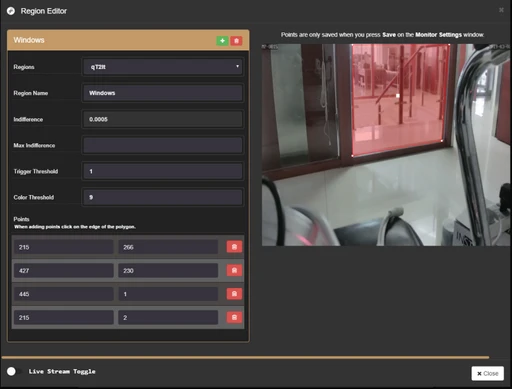 Region Editor
Points are only saved when you press Save on the Monitor Settings window.
Windows
Regions
qT2It
Region Name
Windows
Indifference
0.0005
Max Indifference
Trigger Threshold
1
Color Threshold
9
Points
When adding points click on the edge of the polygon.
215 266
427 230
445 1
215 2
Live Stream Toggle
Close